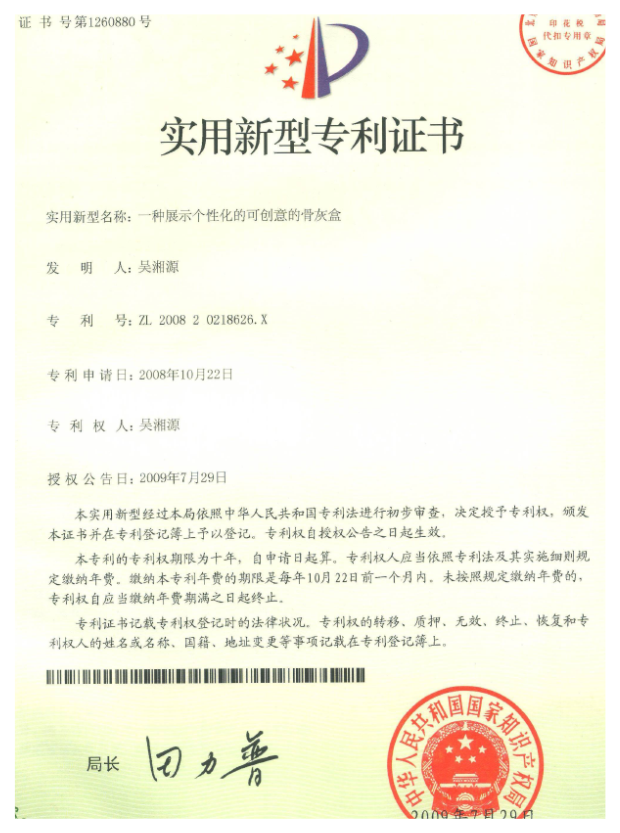 证书号第1260880号
印花税
代扣专用章
国家知识产权局
实用新型专利证书
实用新型名称：一种展示个性化的可创意的骨灰盒
发明人：吴湘源
专利号：ZL 2008 2 0218626.X
专利申请日：2008年10月22日
专利权人：吴湘源
授权公告日：2009年7月29日
本实用新型经过本局依照中华人民共和国专利法进行初步审查，决定授予专利权，颁发
本证书并在专利登记簿上予以登记。专利权自授权公告之日起生效。
本专利的专利权期限为十年，自申请日起算。专利权人应当依照专利法及其实施细则规
定缴纳年费。缴纳本专利年费的期限是每年10月22日前一个月内。未按照规定缴纳年费的，
专利权自应当缴纳年费期满之日起终止。
专利证书记载专利权登记时的法律状况。专利权的转移、质押、无效、终止、恢复和专
利权人的姓名或名称、国籍、地址变更等事项记载在专利登记簿上。
局长
田力普
中华人民共和国国家知识产权局
2009年7月29日